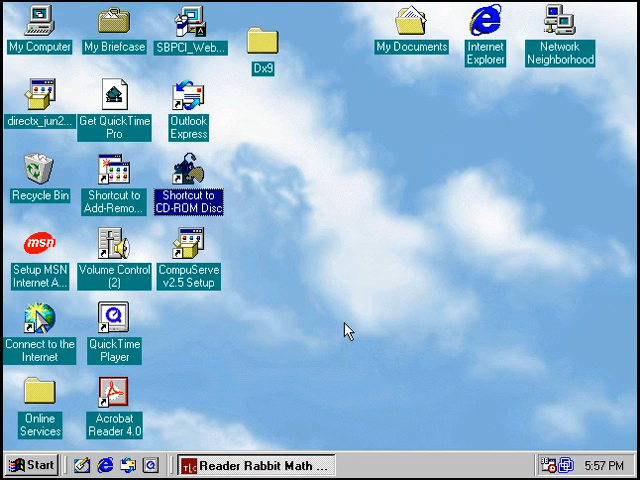 My Computer
My Briefcase
SBPCI_Web...
Dx9
My Documents
Internet
Explorer
Network
Neighborhood
directx_jun2...
Get QuickTime
Pro
Outlook
Express
Recycle Bin
Shortcut to
Add-Remo...
Shortcut to
CD-ROM Disc
msn
Setup MSN
Internet A...
Volume Control
(2)
CompuServe
v2.5 Setup
Connect to the
Internet
QuickTime
Player
Online
Services
Acrobat
Reader 4.0
Start
Reader Rabbit Math ...
5:57 PM